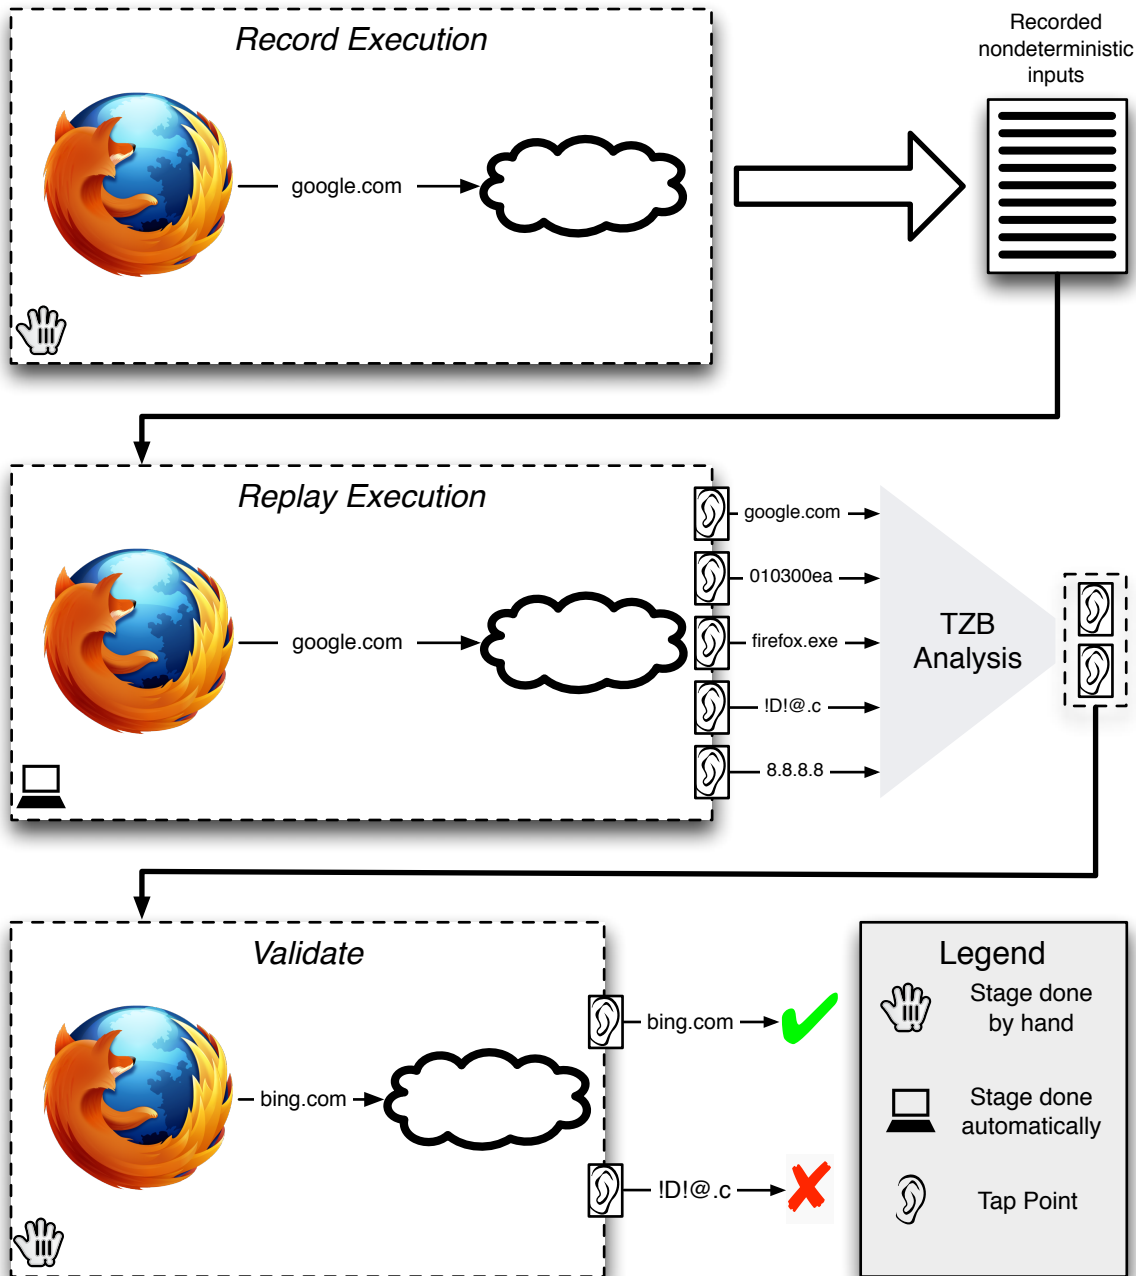 Record Execution
Recorded
nondeterministic
inputs
google.com
Replay Execution
google.com
google.com
010300ea
firefox.exe
!D!@.c
8.8.8.8
TZB
Analysis
Validate
bing.com
bing.com
!D!@.c
Legend
Stage done
by hand
Stage done
automatically
Tap Point